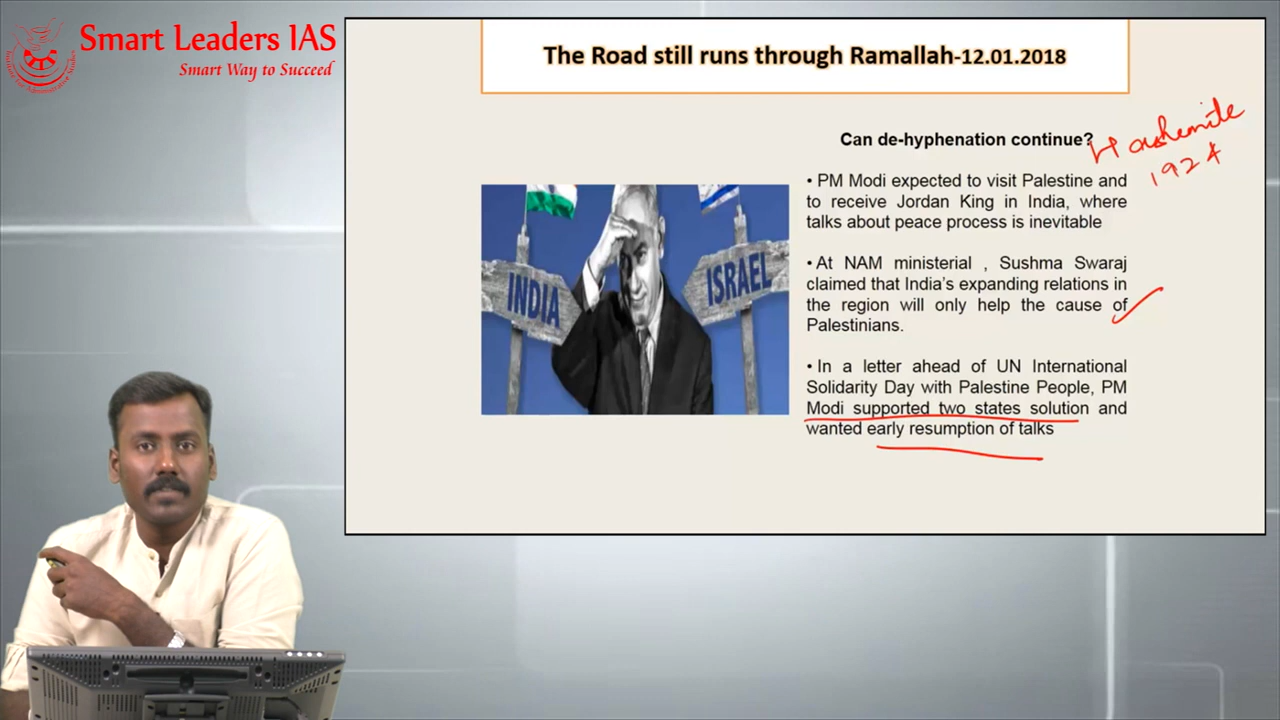 Smart Leaders IAS
Smart Way to Succeed
The Road still runs through Ramallah-12.01.2018
Can de-hyphenation continue?
Hashemite
1924
• PM Modi expected to visit Palestine and
to receive Jordan King in India, where
talks about peace process is inevitable
• At NAM ministerial , Sushma Swaraj
claimed that India's expanding relations in
the region will only help the cause of
Palestinians.
• In a letter ahead of UN International
Solidarity Day with Palestine People, PM
Modi supported two states solution and
wanted early resumption of talks
INDIA
ISRAEL